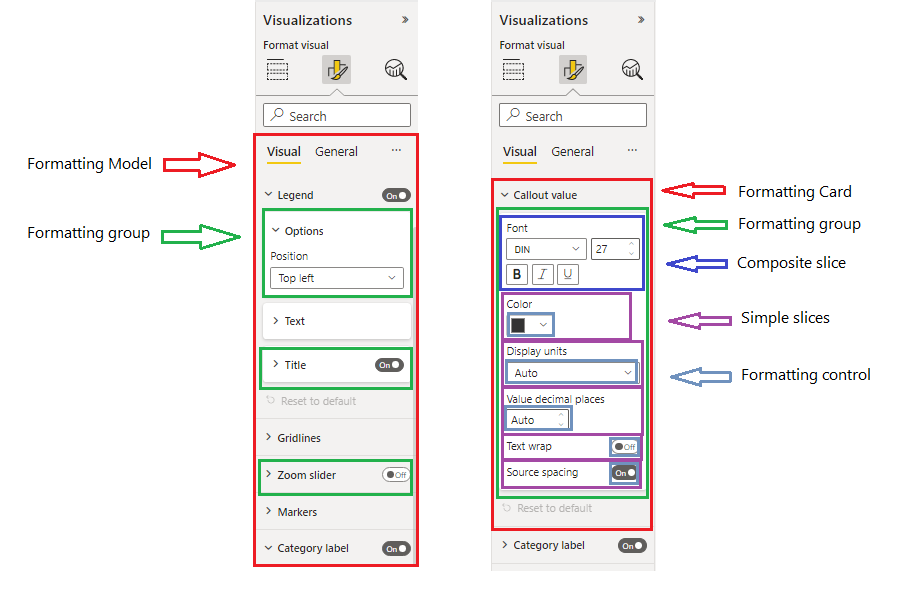 Visualizations »
Format visual
Search
Visual General ...
Formatting Model
Legend On
Formatting group
Options
Position
Top left
Text
Title On
Reset to default
Gridlines
Zoom slider Off
Markers
Category label On
Visualizations »
Format visual
Search
Visual General ...
Callout value
Formatting Card
Formatting group
Font
DIN 27
B I U
Composite slice
Color
Simple slices
Display units
Auto
Formatting control
Value decimal places
Auto
Text wrap Off
Source spacing On
Reset to default
Category label On